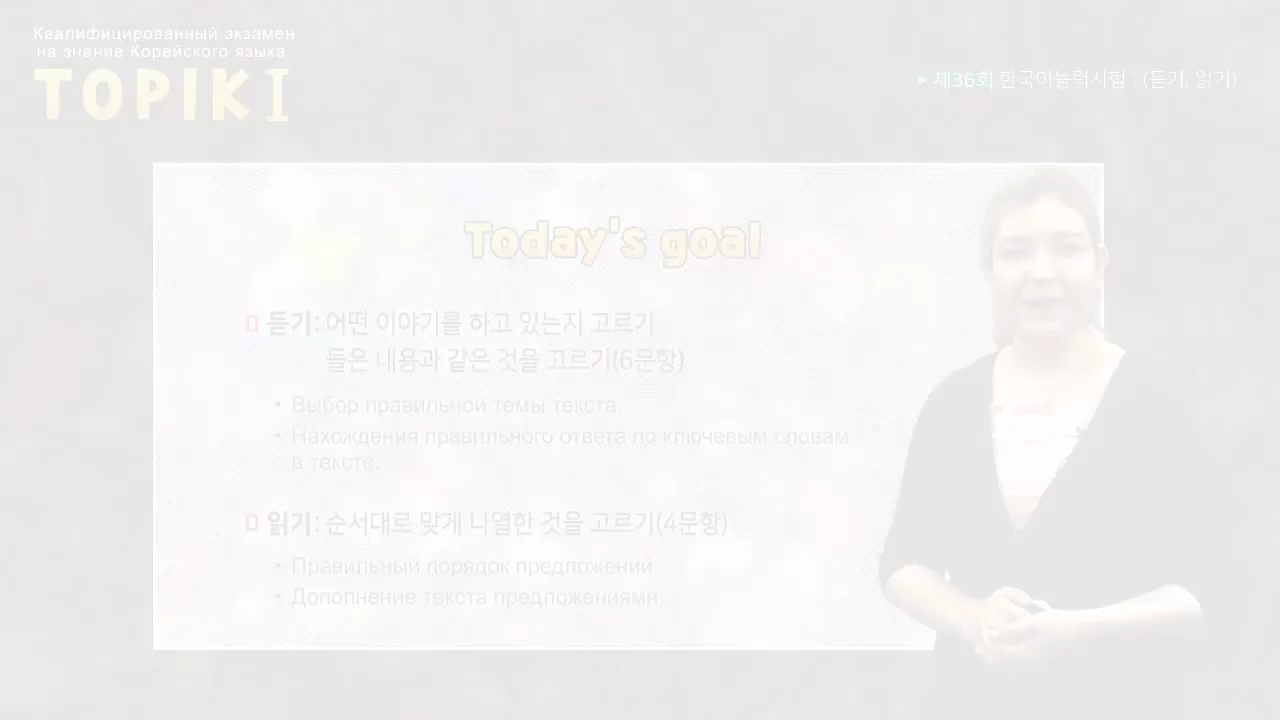 Квалифицированный экзамен
на знание Корейского языка
TOPIK I
▸제36회 한국어능력시험 I (듣기, 읽기)
Today's goal
듣기: 어떤 이야기를 하고 있는지 고르기
들은 내용과 같은 것을 고르기(6문항)
• Выбор правильной темы текста.
• Нахождения правильного ответа по ключевым словам
в тексте.
읽기: 순서대로 맞게 나열한 것을 고르기(4문항)
• Правильный порядок предложении.
• Дополнение текста предложениями.